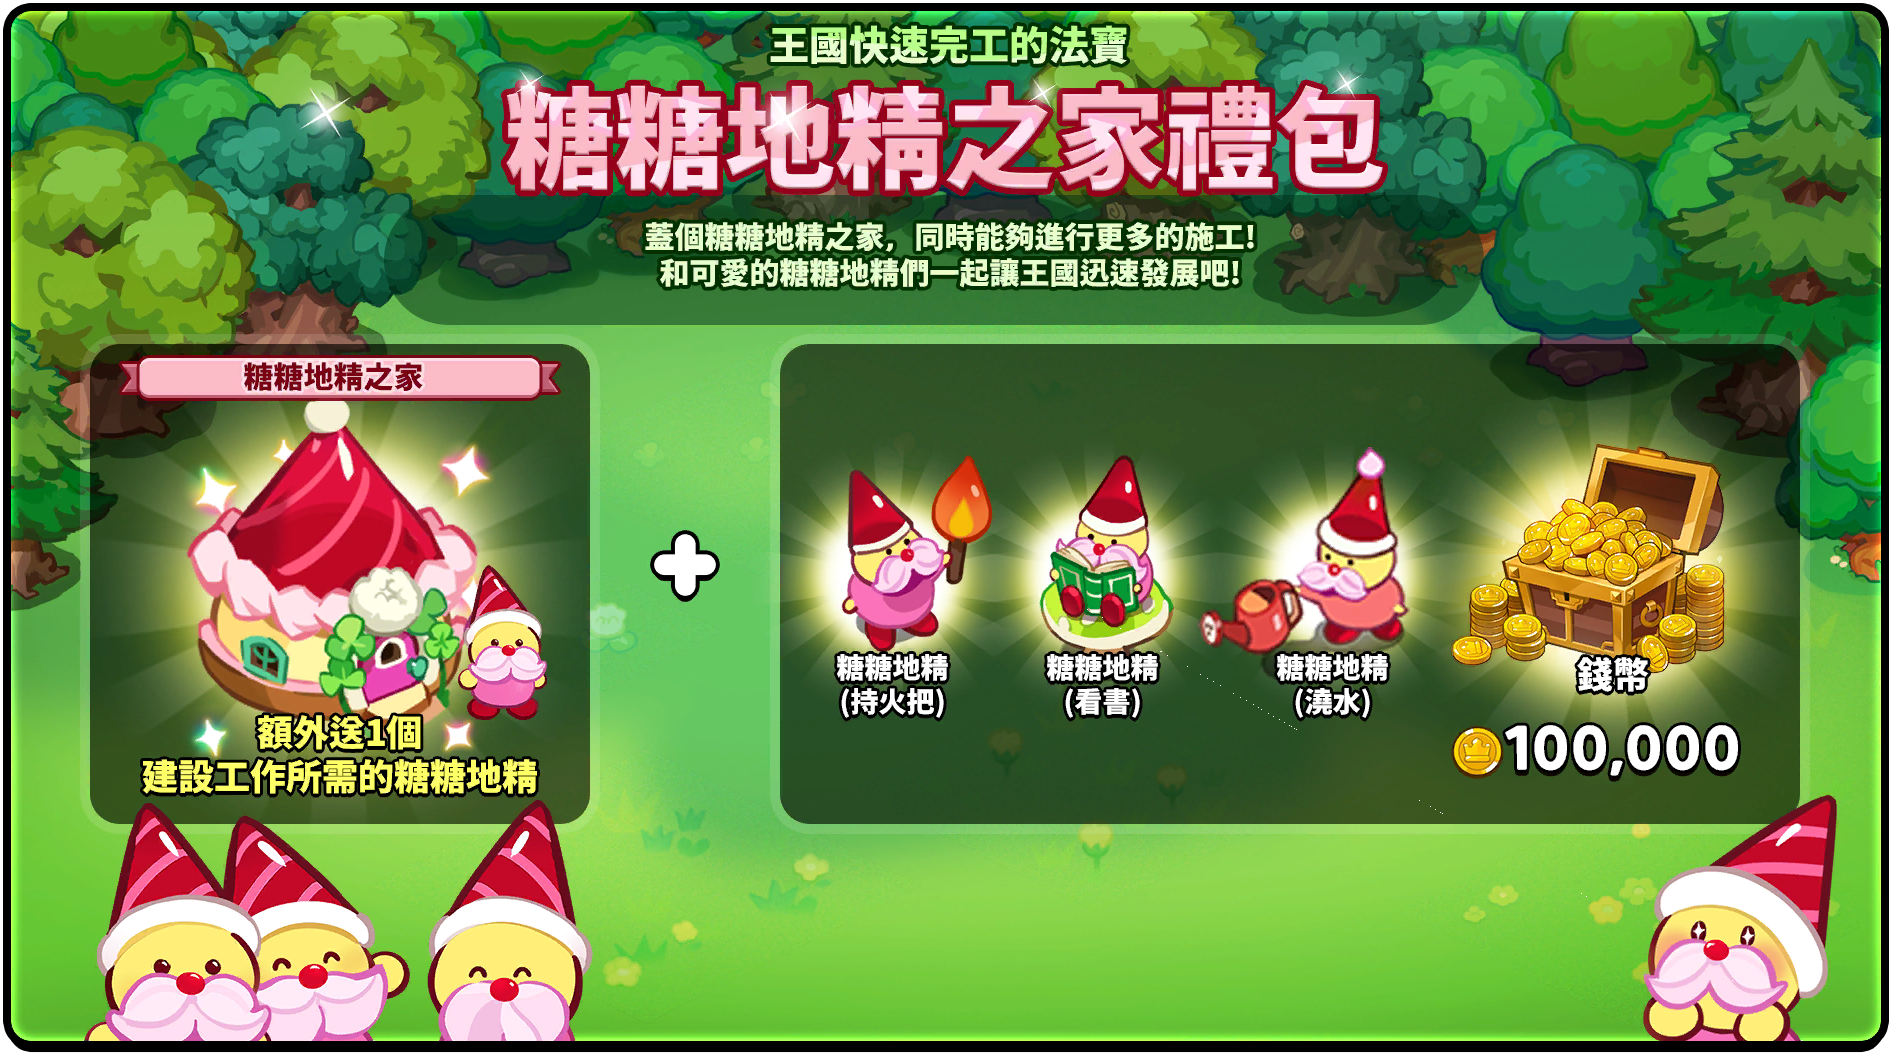 王國快速完工的法寶
糖糖地精之家禮包
蓋個糖糖地精之家, 同時能夠進行更多的施工!
和可愛的糖糖地精們一起讓王國迅速發展吧!
糖糖地精之家
額外送1個
建設工作所需的糖糖地精
糖糖地精
(持火把)
糖糖地精
(看書)
糖糖地精
(澆水)
錢幣
100,000